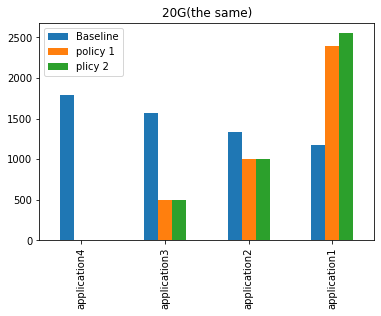 20G(the same)
Baseline
policy 1
plicy 2
2500
2000
1500
1000
500
0
application4
application3
application2
application1